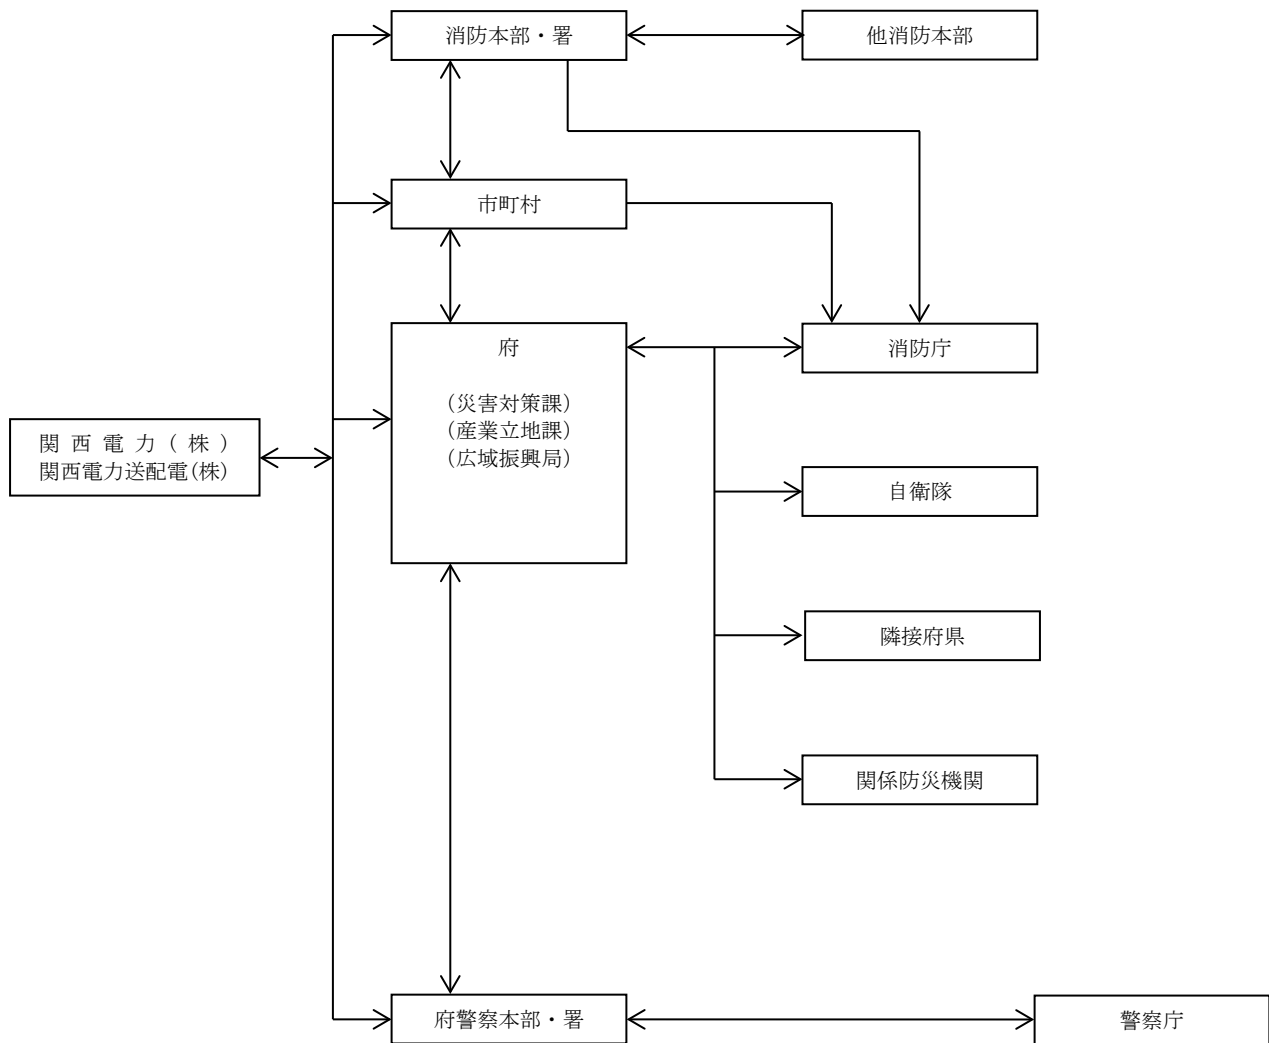 消防本部・署
他消防本部
市町村
府
(災害対策課)
(産業立地課)
(広域振興局)
消防庁
関西電力(株)
関西電力送配電(株)
自衛隊
隣接府県
関係防災機関
府警察本部・署
警察庁